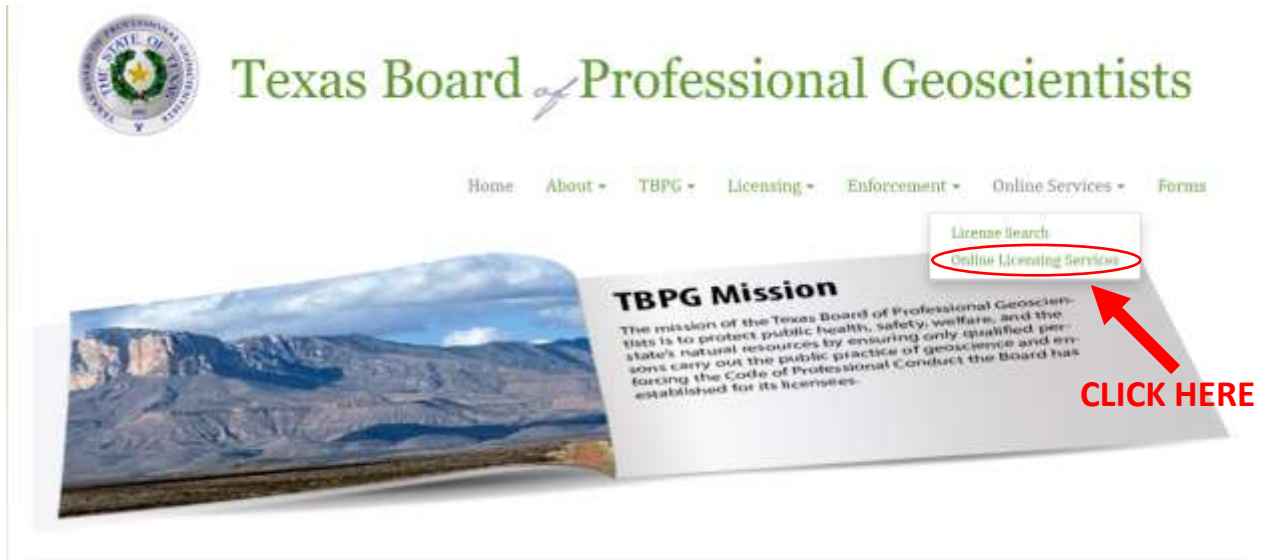 THE STATE OF TEXAS
Texas Board of Professional Geoscientists
Home About TBPG Licensing Enforcement Online Services Forms
License Search
Online Licensing Services
TBPG Mission
The mission of the Texas Board of Professional Geoscien-
tists is to protect public health, safety, welfare, and the
state's natural resources by ensuring only qualified per-
sons carry out the public practice of geoscience and en-
forcing the Code of Professional Conduct the Board has
established for its licensees.
CLICK HERE